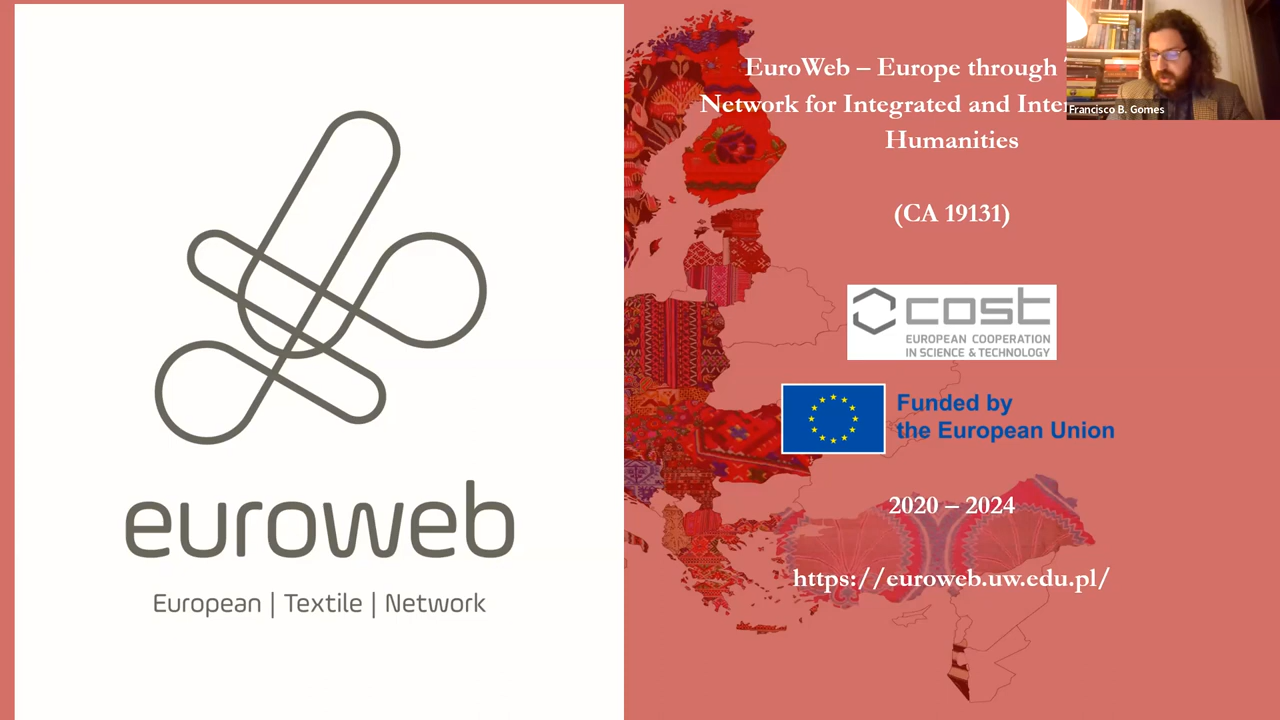 euroweb
European | Textile | Network
EuroWeb – Europe through
Network for Integrated and
Humanities
(CA 19131)
cost
EUROPEAN COOPERATION
IN SCIENCE & TECHNOLOGY
Funded by
the European Union
2020 – 2024
https://euroweb.uw.edu.pl/
Francisco B. Gomes